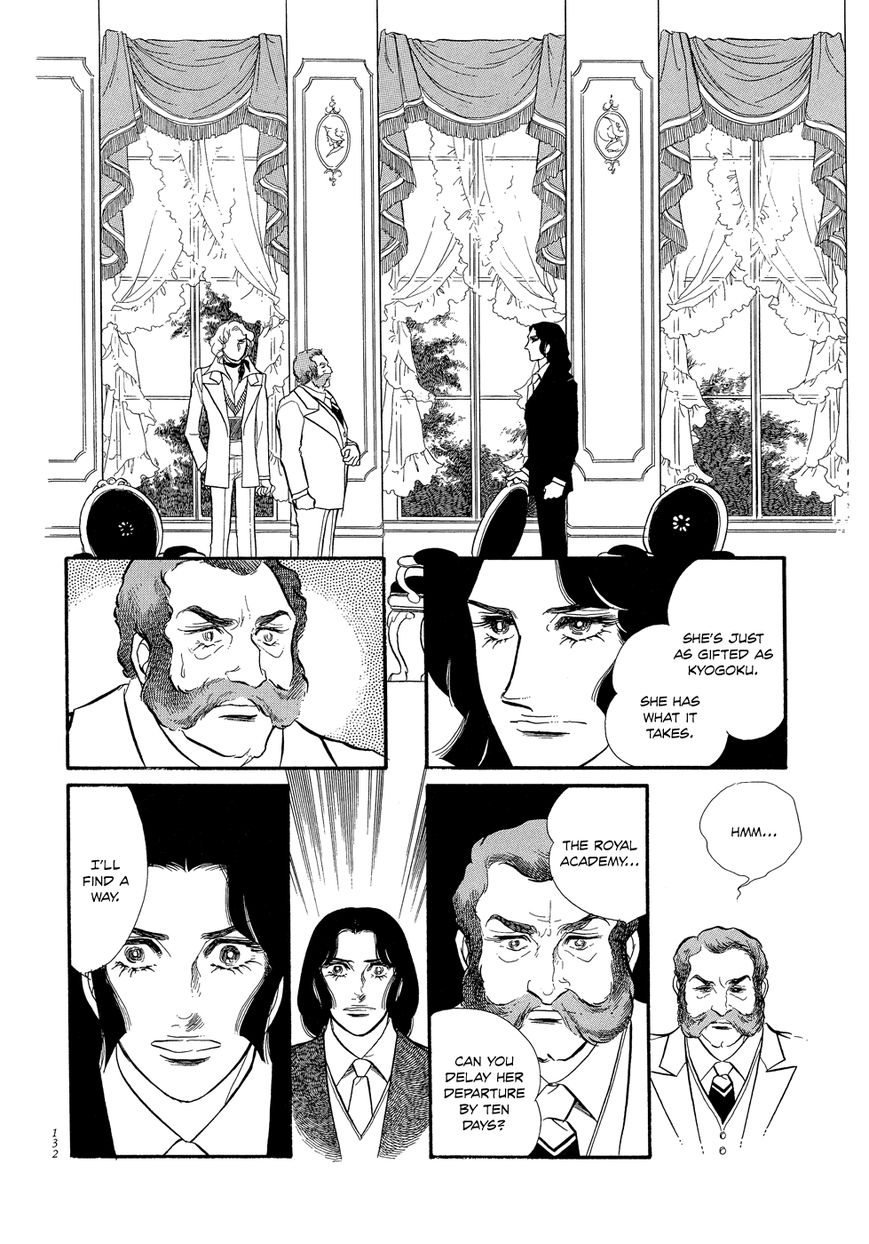 SHE'S JUST
AS GIFTED AS
KYOGOKU.
SHE HAS
WHAT IT
TAKES.
HMM...
THE ROYAL
ACADEMY...
CAN YOU
DELAY HER
DEPARTURE
BY TEN
DAYS?
I'LL
FIND A
WAY.
132